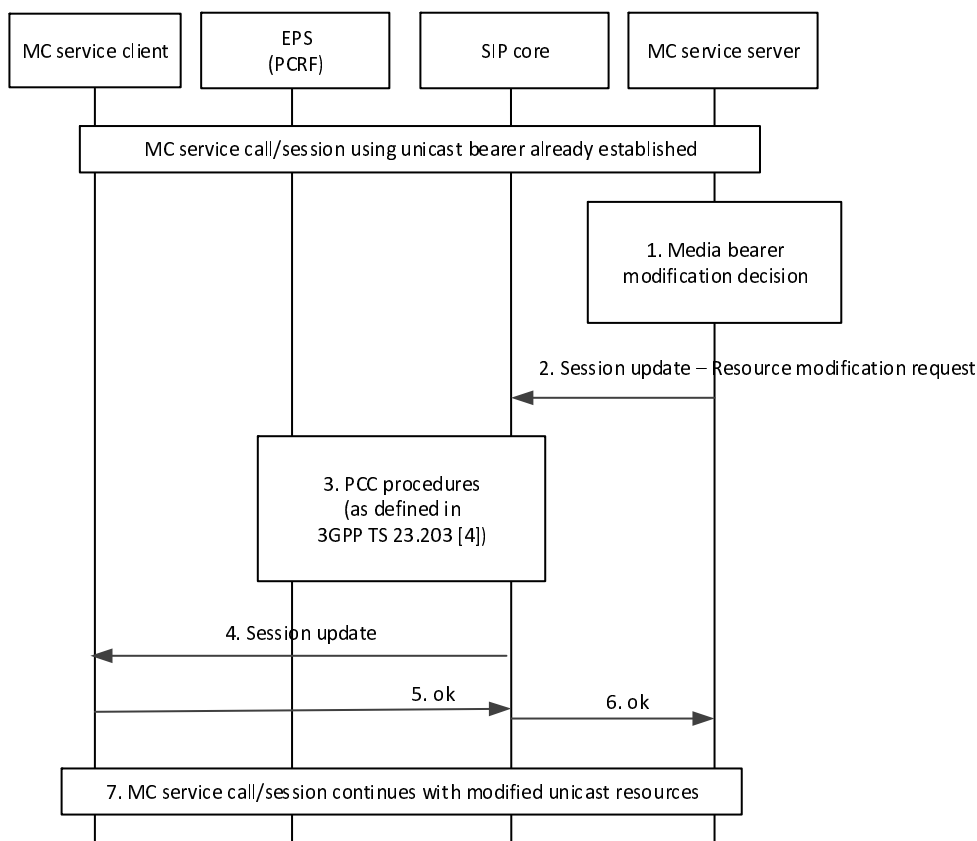 MC service client
EPS
(PCRF)
SIP core
MC service server
MC service call/session using unicast bearer already established
1. Media bearer
modification decision
2. Session update – Resource modification request
3. PCC procedures
(as defined in
3GPP TS 23.203 [4])
4. Session update
5. ok
6. ok
7. MC service call/session continues with modified unicast resources